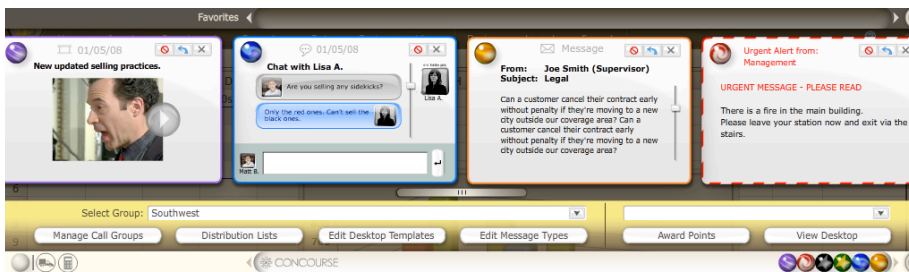 Favorites
01/05/08
New updated selling practices.
01/05/08
Chat with Lisa A.
Are you selling any sidekicks?
Lisa A.
Only the red ones. Can't sell the
black ones.
Matt B.
Message
From: Joe Smith (Supervisor)
Subject: Legal
Can a customer cancel their contract early
without penalty if they're moving to a new
city outside our coverage area? Can a
customer cancel their contract early
without penalty if they're moving to a new
city outside our coverage area?
Urgent Alert from:
Management
URGENT MESSAGE - PLEASE READ
There is a fire in the main building.
Please leave your station now and exit via the
stairs.
6
Select Group: Southwest
9
Manage Call Groups
Distribution Lists
Edit Desktop Templates
Edit Message Types
Award Points
View Desktop
CONCOURSE